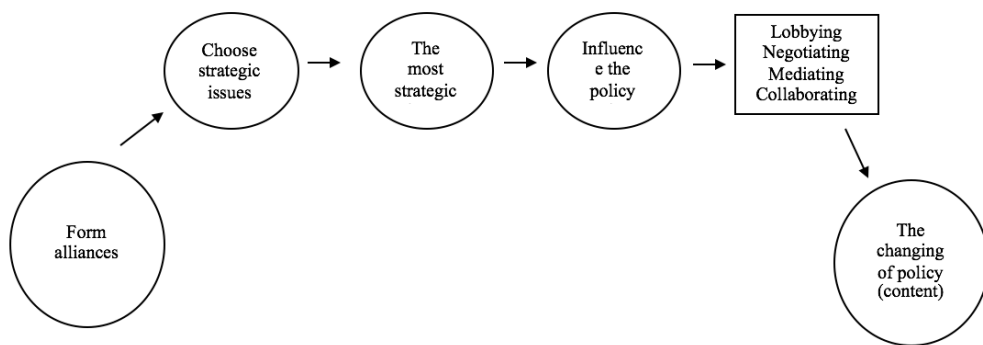 Form
alliances
Choose
strategic
issues
The
most
strategic
Influenc
e the
policy
Lobbying
Negotiating
Mediating
Collaborating
The
changing
of policy
(content)